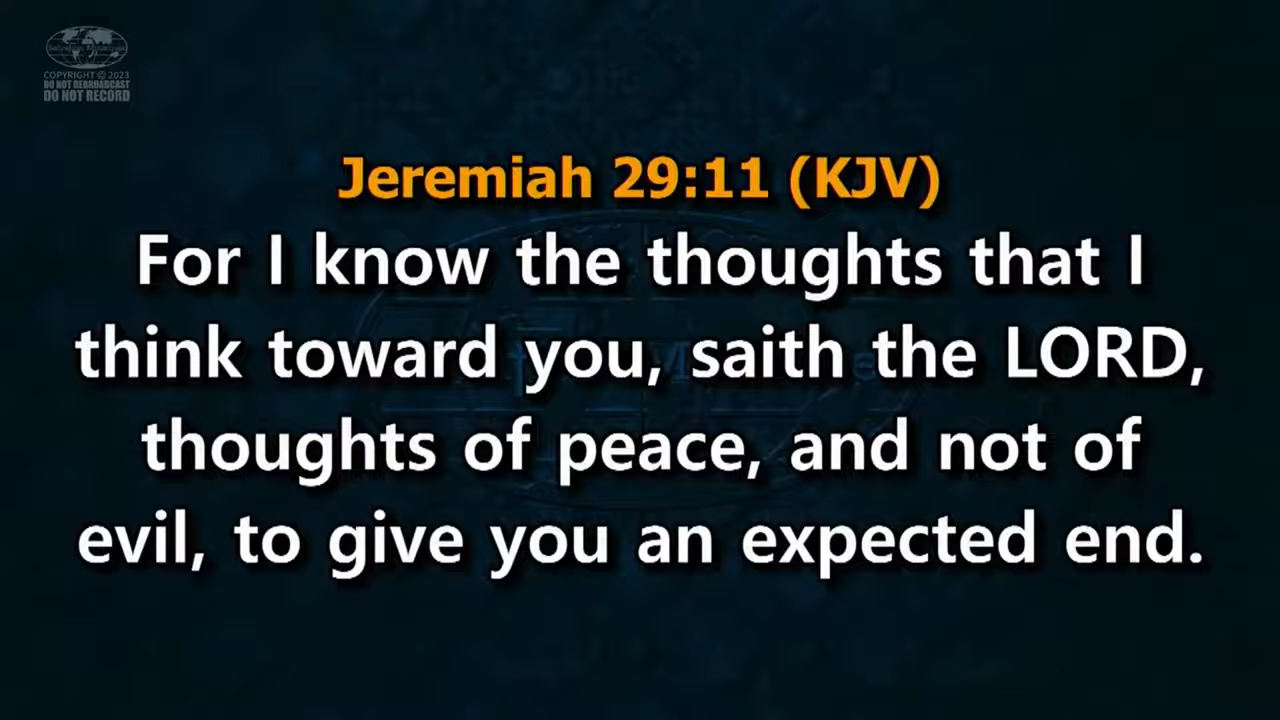 COPYRIGHT © 2023
DO NOT REBROADCAST
DO NOT RECORD
Jeremiah 29:11 (KJV)
For I know the thoughts that I
think toward you, saith the LORD,
thoughts of peace, and not of
evil, to give you an expected end.